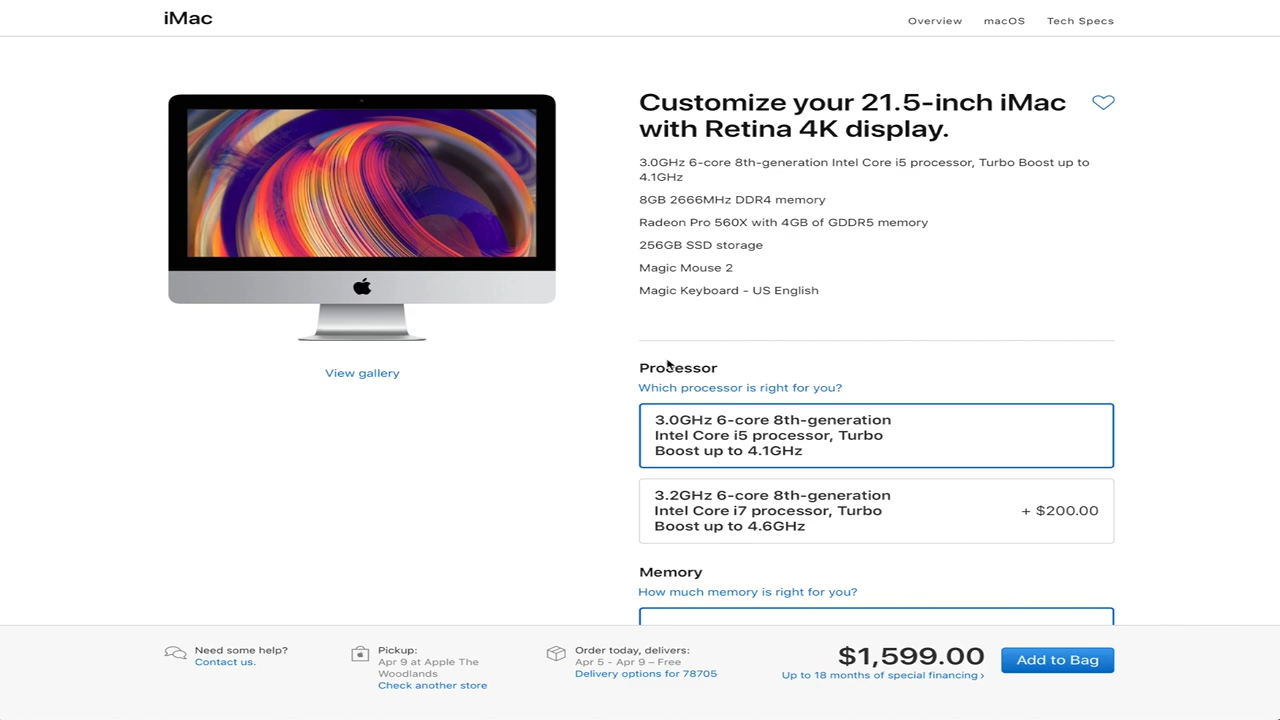 iMac
Overview macOS Tech Specs
Customize your 21.5-inch iMac
with Retina 4K display.
3.0GHz 6-core 8th-generation Intel Core i5 processor, Turbo Boost up to
4.1GHz
8GB 2666MHz DDR4 memory
Radeon Pro 560X with 4GB of GDDR5 memory
256GB SSD storage
Magic Mouse 2
Magic Keyboard - US English
View gallery
Processor
Which processor is right for you?
3.0GHz 6-core 8th-generation
Intel Core i5 processor, Turbo
Boost up to 4.1GHz
3.2GHz 6-core 8th-generation
Intel Core i7 processor, Turbo
Boost up to 4.6GHz
+ $200.00
Memory
How much memory is right for you?
Need some help?
Contact us.
Pickup:
Apr 9 at Apple The
Woodlands
Check another store
Order today, delivers:
Apr 5 - Apr 9 – Free
Delivery options for 78705
$1,599.00
Up to 18 months of special financing ›
Add to Bag